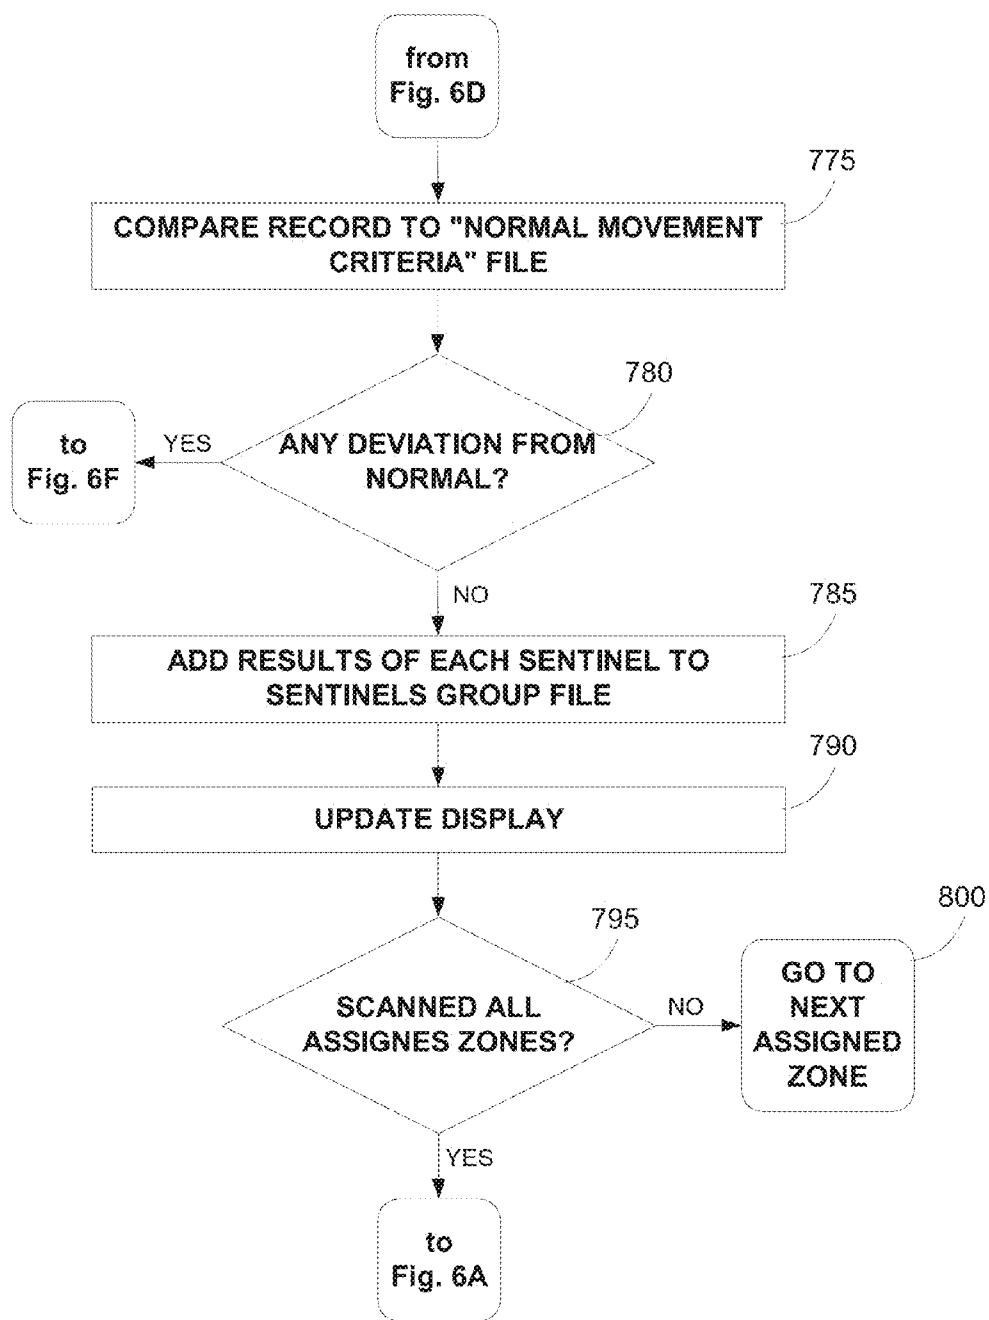 from
Fig. 6D
775
COMPARE RECORD TO "NORMAL MOVEMENT
CRITERIA" FILE
780
ANY DEVIATION FROM
NORMAL?
YES
to
Fig. 6F
NO
785
ADD RESULTS OF EACH SENTINEL TO
SENTINELS GROUP FILE
790
UPDATE DISPLAY
795
SCANNED ALL
ASSIGNES ZONES?
NO
800
GO TO
NEXT
ASSIGNED
ZONE
YES
to
Fig. 6A